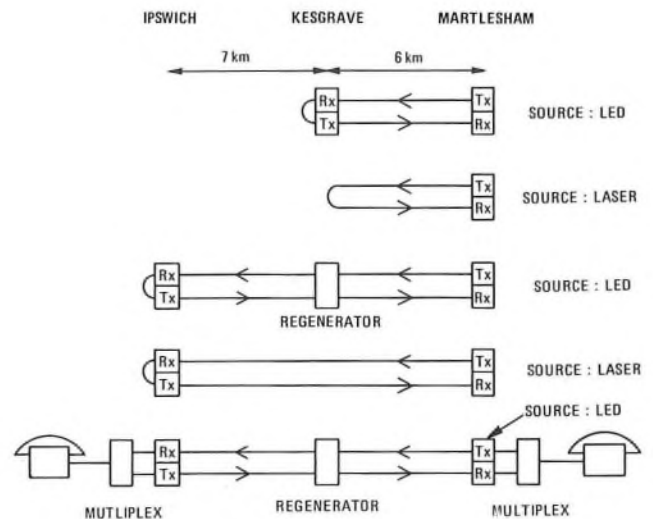 IPSWICH KESGRAVE MARTLESHAM
7 km 6 km
Rx Tx
Tx Rx
SOURCE : LED
Tx
Rx
SOURCE : LASER
Rx Tx
Tx Rx
SOURCE : LED
REGENERATOR
Rx Tx
Tx Rx
SOURCE : LASER
SOURCE : LED
Rx Tx
Tx Rx
MUTLIPLEX REGENERATOR MULTIPLEX